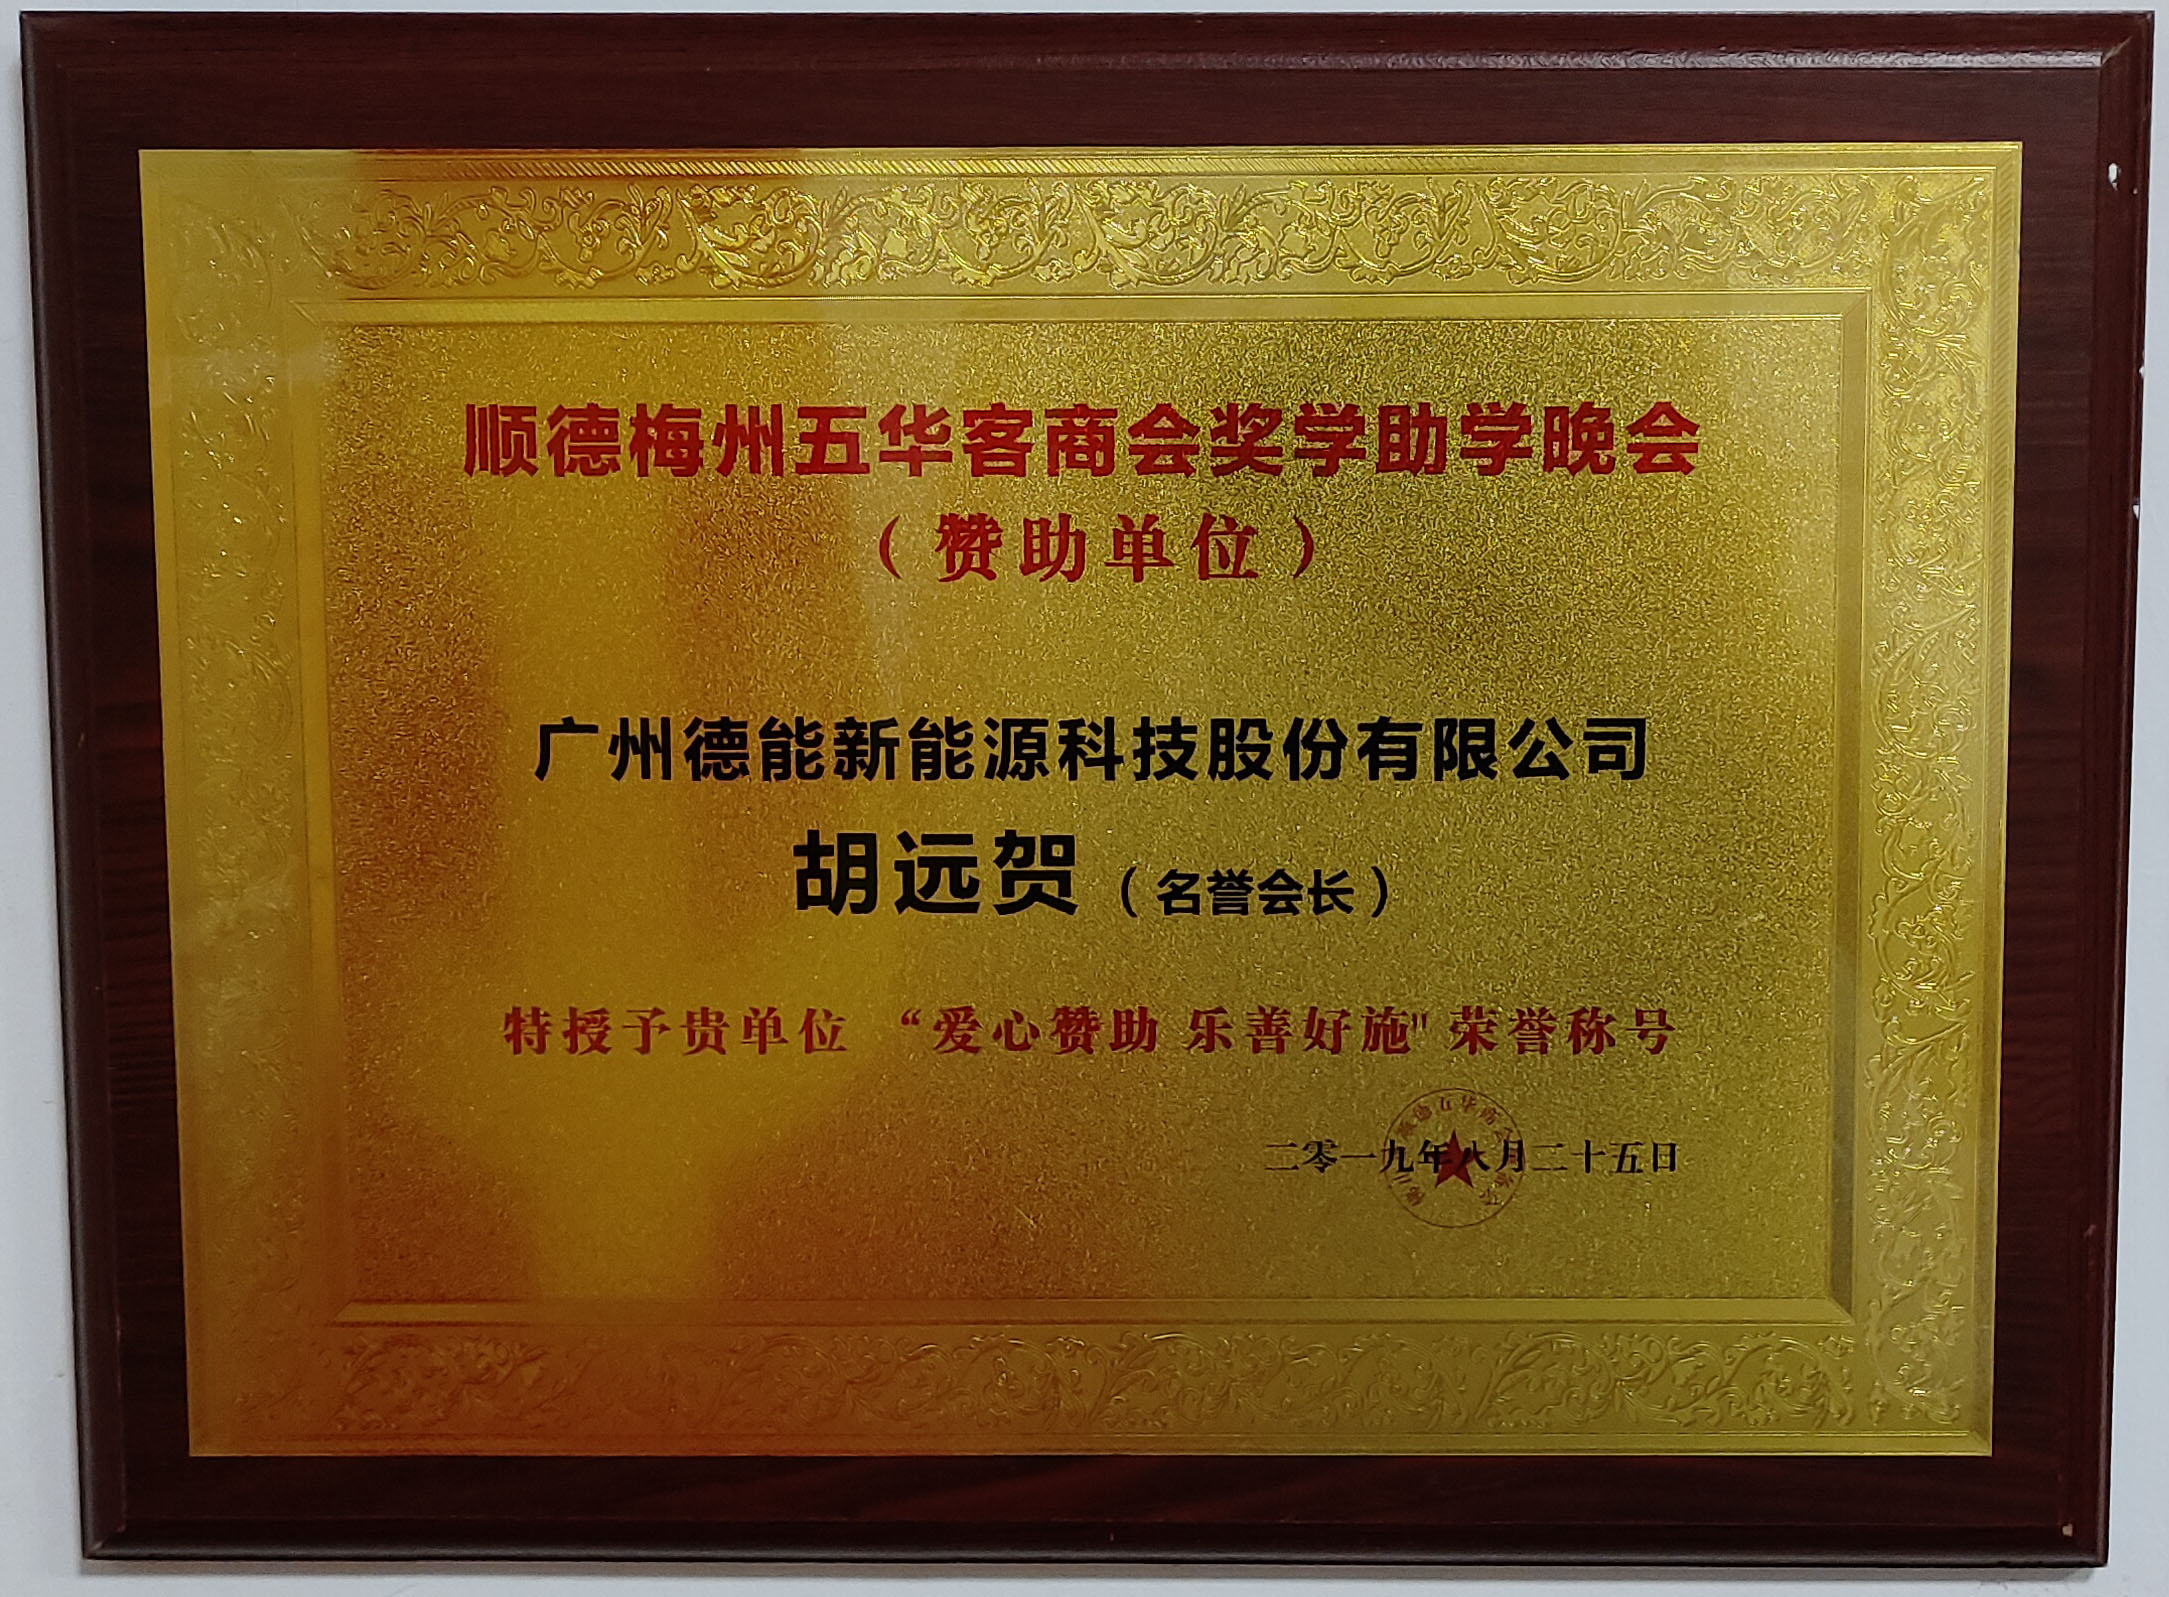 顺德梅州五华客商会奖学助学晚会
（赞助单位）
广州德能新能源科技股份有限公司
胡远贺（名誉会长）
特授予贵单位 “爱心赞助 乐善好施" 荣誉称号
二零一九年八月二十五日